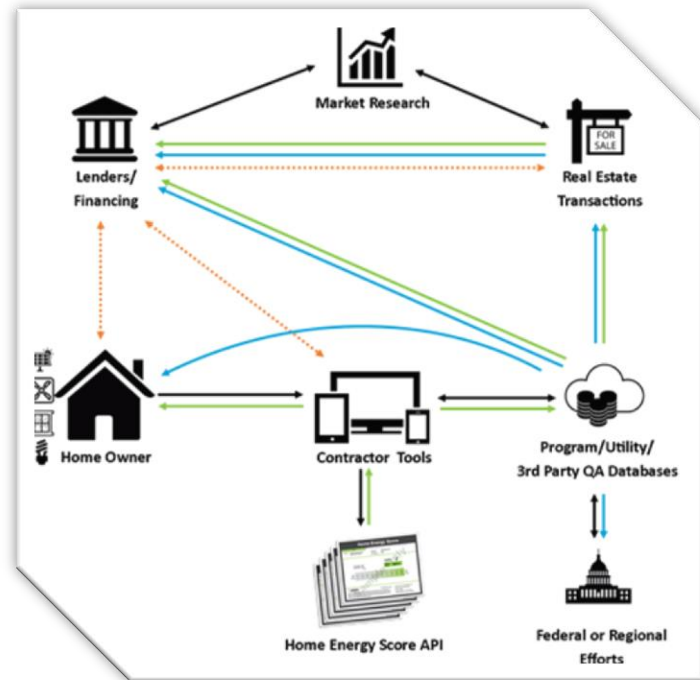 Market Research
FOR
SALE
Lenders/
Financing
Real Estate
Transactions
Home Owner
Contractor Tools
Program/Utility/
3rd Party QA Databases
Home Energy Score
Home Energy Score API
Federal or Regional
Efforts